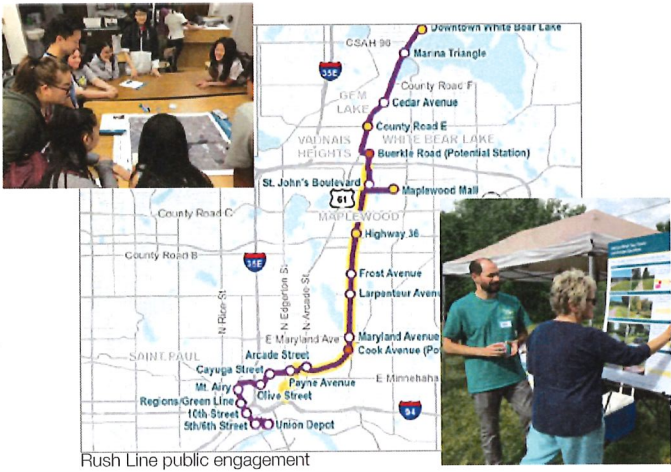 Downtown White Bear Lake
CSAH 96
Marina Triangle
35E
County Road F
GEM
LAKE
Cedar Avenue
County Road E
VADNAIS
HEIGHTS
WHITE BEAR LAKE
Buerkle Road (Potential Station)
St. John's Boulevard
Maplewood Mall
61
County Road C
MAPLEWOOD
Highway 36
County Road B
35E
N Rice St
N Edgerton St
N Arcade St
Frost Avenue
Larpenteur Avenu
E Maryland Ave
Maryland Avenue
Cook Avenue (Po
SAINT PAUL
Arcade Street
Cayuga Street
Payne Avenue
E Minnehaha
Mt. Airy
Olive Street
Regions/Green Line
10th Street
94
5th/6th Street
Union Depot
Rush Line public engagement